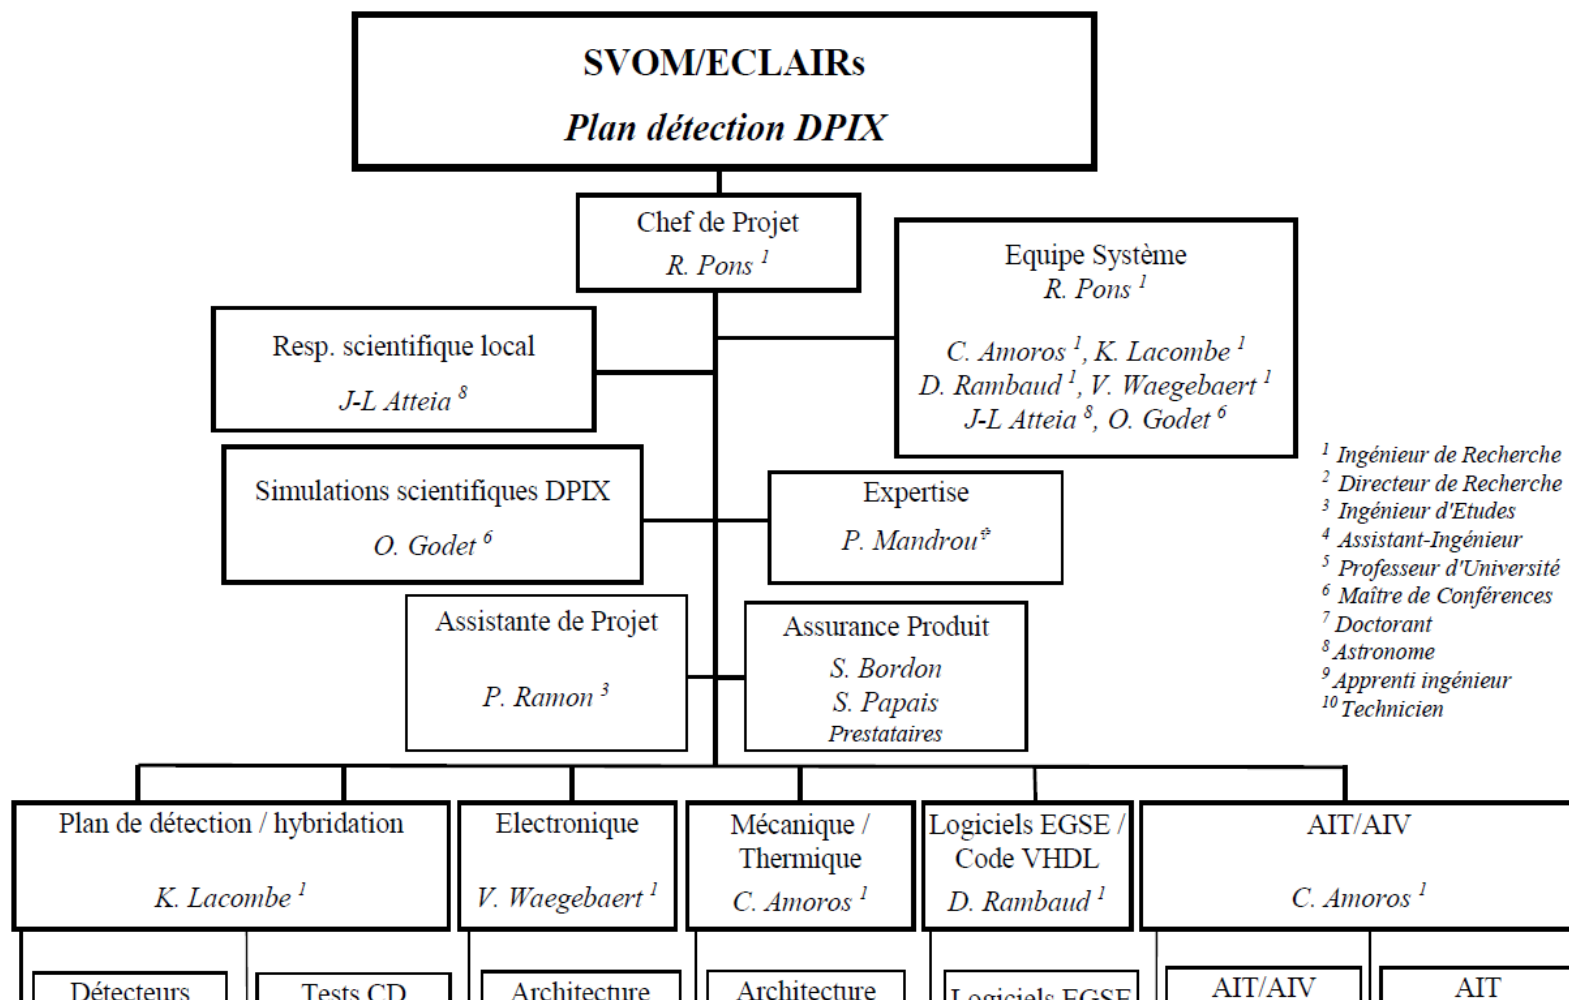 SVOM/ECLAIRs
Plan détection DPIX
Chef de Projet
R. Pons 1
Equipe Système
R. Pons 1
C. Amoros 1, K. Lacombe 1
D. Rambaud 1, V. Waegebaert 1
J-L Atteia 8, O. Godet 6
Resp. scientifique local
J-L Atteia 8
Simulations scientifiques DPIX
O. Godet 6
Expertise
P. Mandrou*
1 Ingénieur de Recherche
2 Directeur de Recherche
3 Ingénieur d'Etudes
4 Assistant-Ingénieur
5 Professeur d'Université
6 Maître de Conférences
7 Doctorant
8 Astronome
9 Apprenti ingénieur
10 Technicien
Assistante de Projet
P. Ramon 3
Assurance Produit
S. Bordon
S. Papais
Prestataires
Plan de détection / hybridation
K. Lacombe 1
Electronique
V. Waegebaert 1
Mécanique /
Thermique
C. Amoros 1
Logiciels EGSE /
Code VHDL
D. Rambaud 1
AIT/AIV
C. Amoros 1
Détecteurs
Tests CD
Architecture
Architecture
Logiciels EGSE
AIT/AIV
AIT